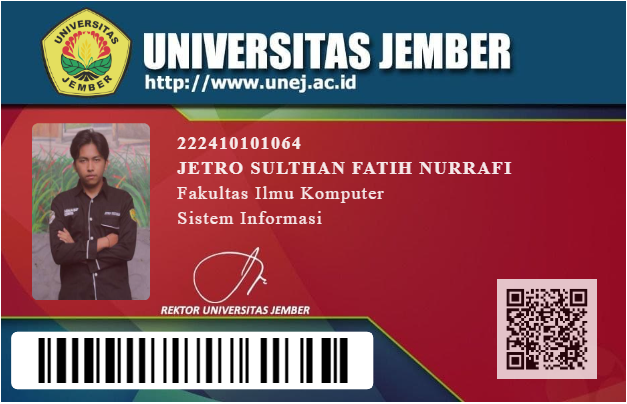 UNIVERSITAS
JEMBER
UNIVERSITAS JEMBER
http://www.unej.ac.id
222410101064
JETRO SULTHAN FATIH NURRAFI
Fakultas Ilmu Komputer
Sistem Informasi
REKTOR UNIVERSITAS JEMBER